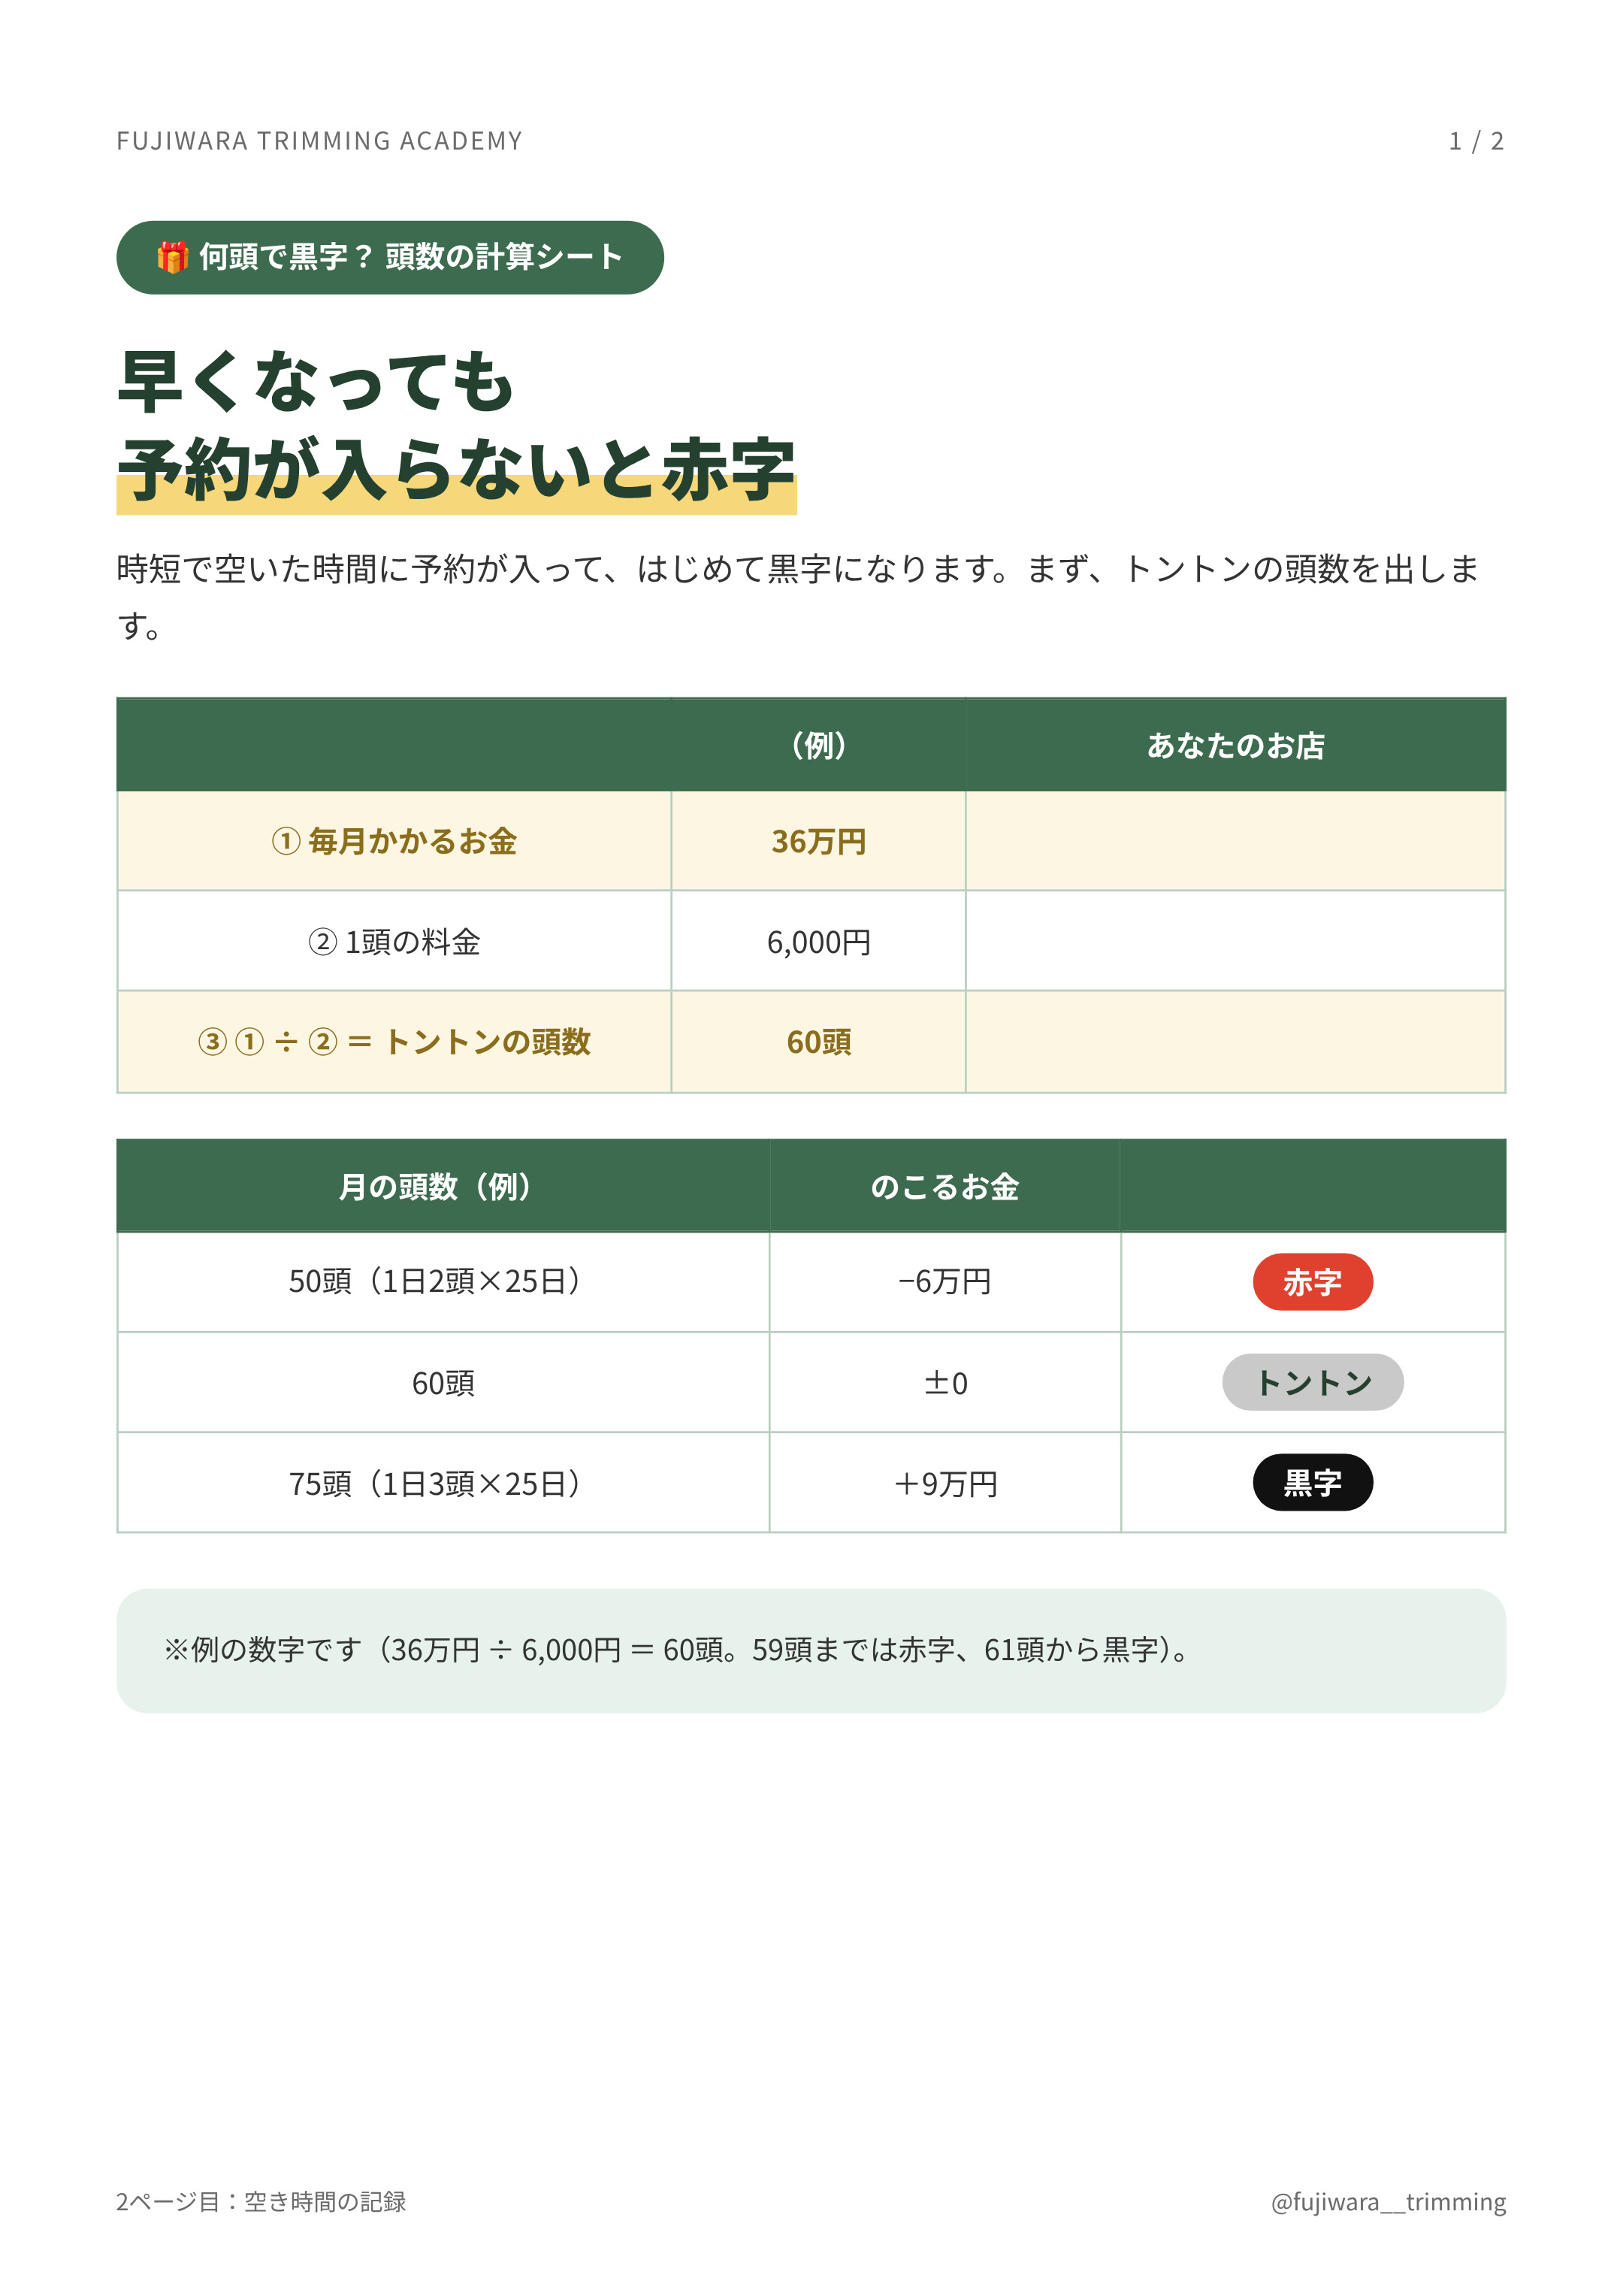 FUJIWARA TRIMMING ACADEMY
1 / 2
🎁 何頭で黒字？ 頭数の計算シート
早くなっても
予約が入らないと赤字
時短で空いた時間に予約が入って、はじめて黒字になります。まず、トントンの頭数を出しま
す。
（例） あなたのお店
① 毎月かかるお金 36万円
② 1頭の料金 6,000円
③ ① ÷ ② ＝ トントンの頭数 60頭
月の頭数（例） のこるお金
50頭（1日2頭×25日） −6万円 赤字
60頭 ±0 トントン
75頭（1日3頭×25日） ＋9万円 黒字
※例の数字です（36万円 ÷ 6,000円 ＝ 60頭。59頭までは赤字、61頭から黒字）。
2ページ目：空き時間の記録
@fujiwara__trimming